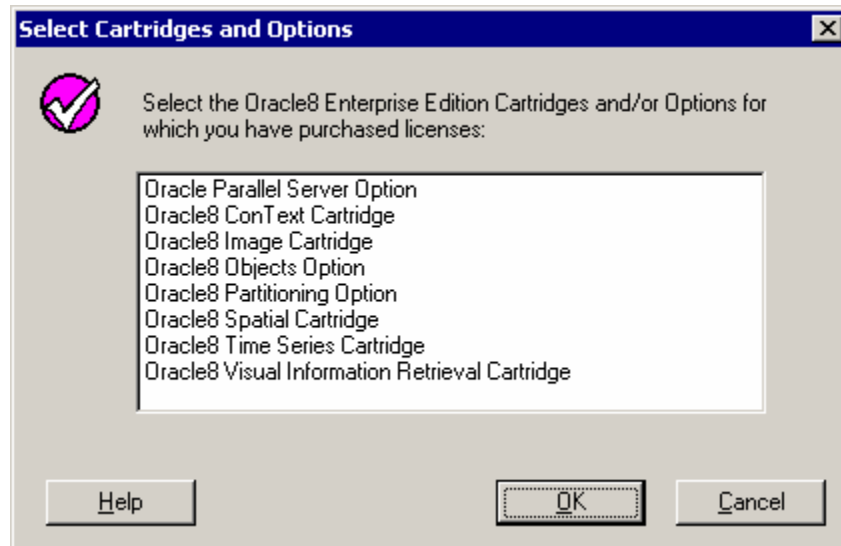 Select Cartridges and Options
Select the Oracle8 Enterprise Edition Cartridges and/or Options for
which you have purchased licenses:
Oracle Parallel Server Option
Oracle8 ConText Cartridge
Oracle8 Image Cartridge
Oracle8 Objects Option
Oracle8 Partitioning Option
Oracle8 Spatial Cartridge
Oracle8 Time Series Cartridge
Oracle8 Visual Information Retrieval Cartridge
Help OK Cancel